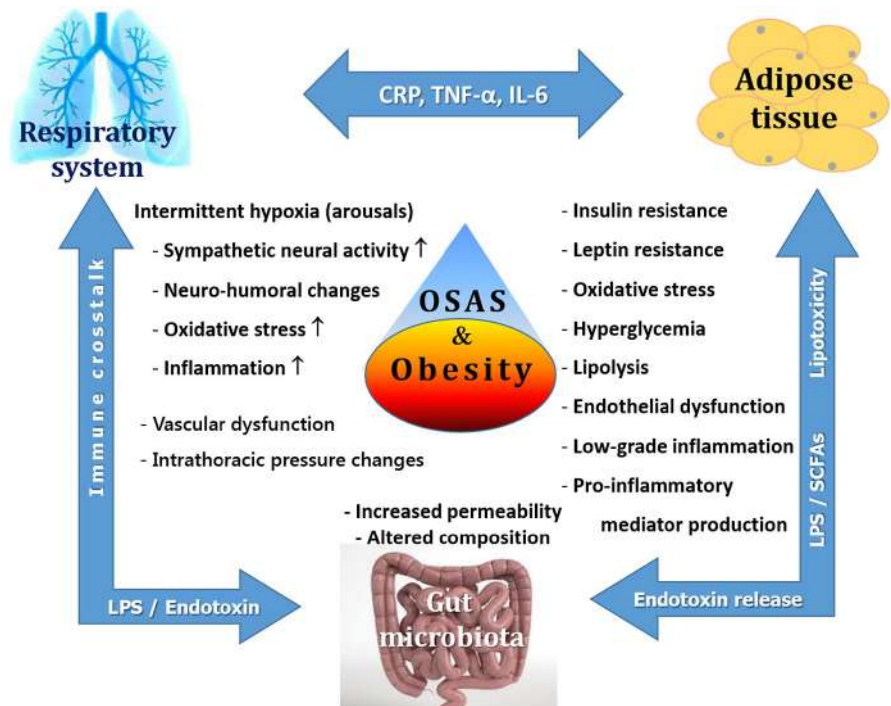 Respiratory
system
CRP, TNF-α, IL-6
Adipose
tissue
Immune crosstalk
Intermittent hypoxia (arousals)
- Sympathetic neural activity ↑
- Neuro-humoral changes
- Oxidative stress ↑
- Inflammation ↑
- Vascular dysfunction
- Intrathoracic pressure changes
OSAS
&
Obesity
- Insulin resistance
- Leptin resistance
- Oxidative stress
- Hyperglycemia
- Lipolysis
- Endothelial dysfunction
- Low-grade inflammation
- Pro-inflammatory
mediator production
LPS / SCFAs Lipotoxicity
- Increased permeability
- Altered composition
LPS / Endotoxin
Gut
microbiota
Endotoxin release